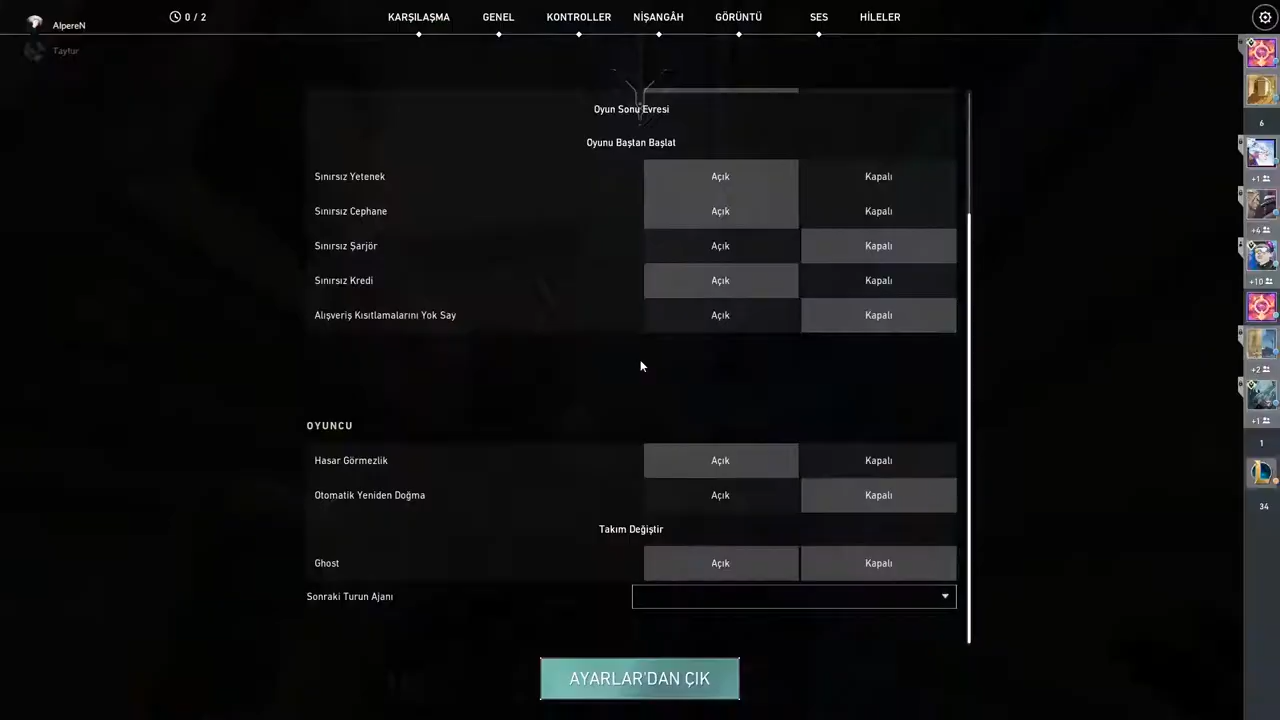 AlpereN
0 / 2
KARŞILAŞMA GENEL KONTROLLER NİŞANGÂH GÖRÜNTÜ SES HİLELER
Taytur
Oyun Sonu Evresi
Oyunu Baştan Başlat
Sınırsız Yetenek Açık Kapalı
Sınırsız Cephane Açık Kapalı
Sınırsız Şarjör Açık Kapalı
Sınırsız Kredi Açık Kapalı
Alışveriş Kısıtlamalarını Yok Say Açık Kapalı
OYUNCU
Hasar Görmezlik Açık Kapalı
Otomatik Yeniden Doğma Açık Kapalı
Takım Değiştir
Ghost Açık Kapalı
Sonraki Turun Ajanı
AYARLAR'DAN ÇIK
6
+1
+4
+10
+2
+1
1
34